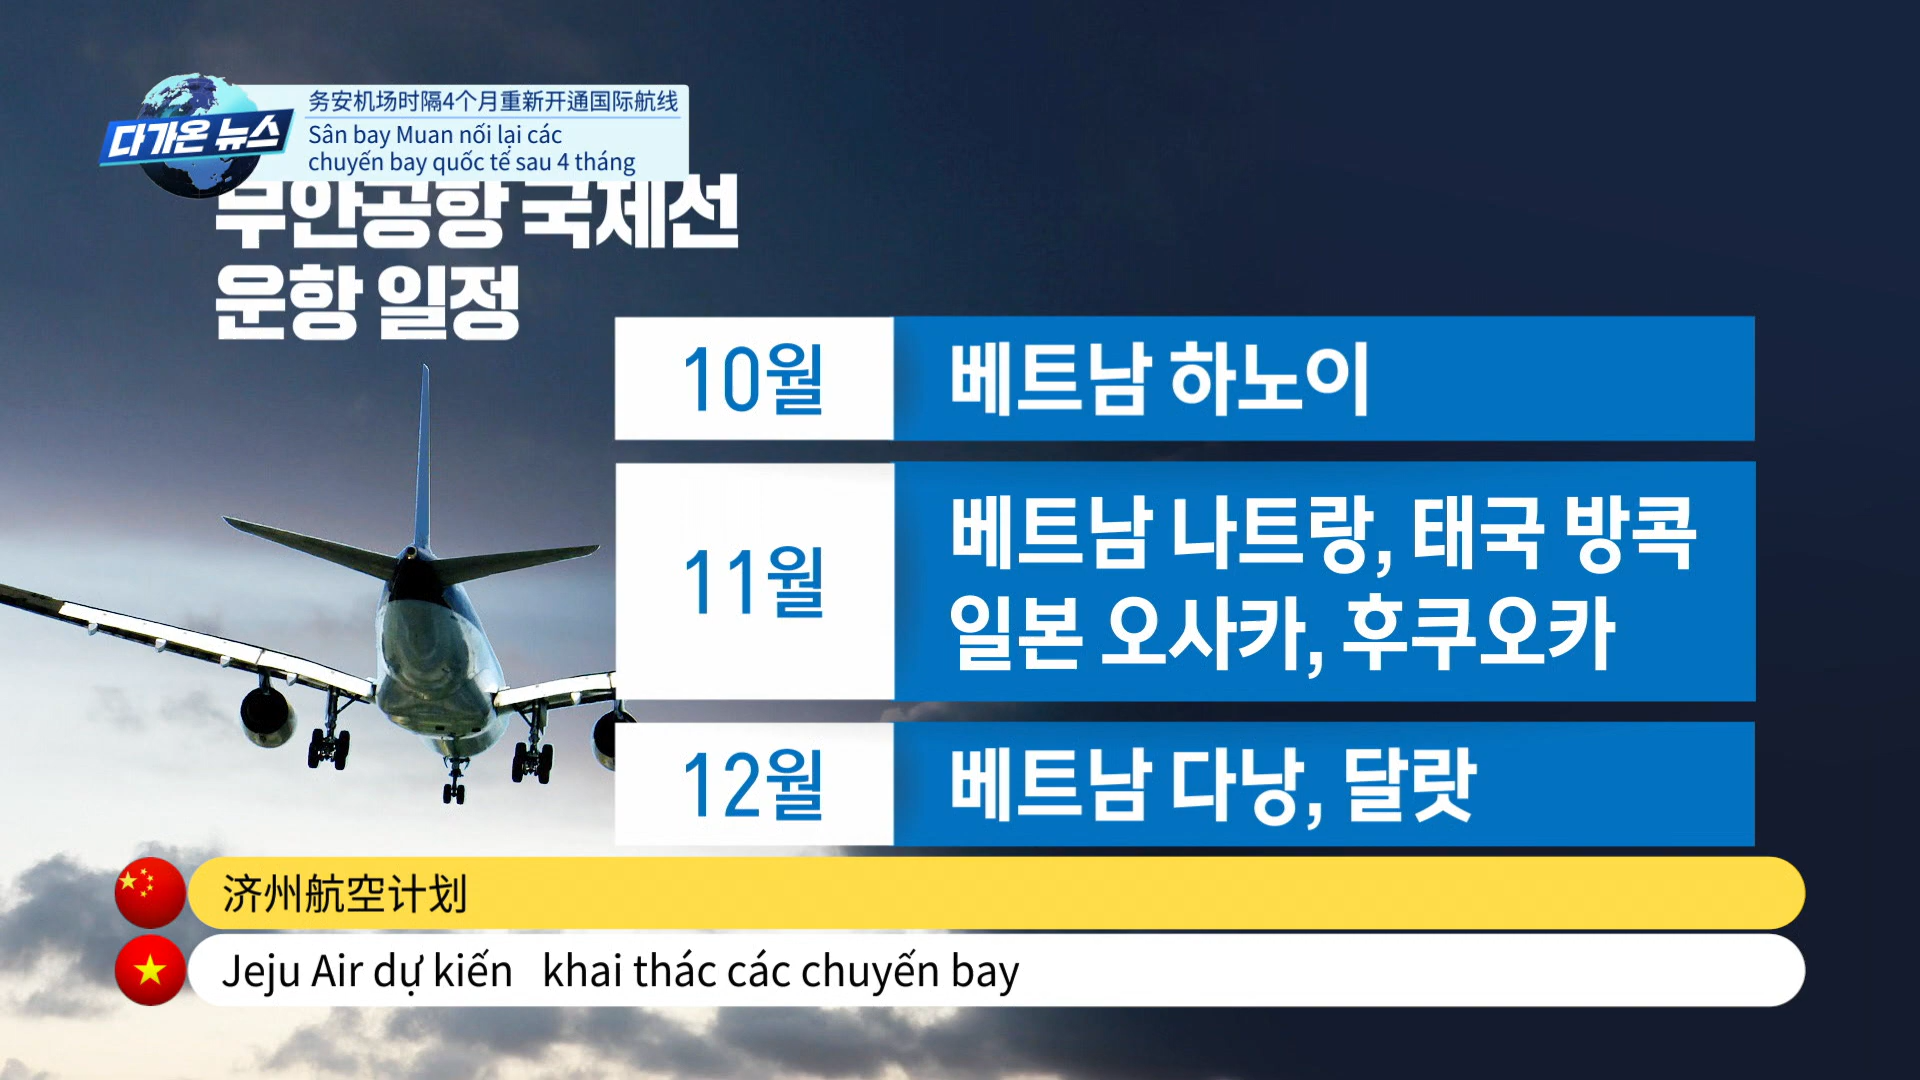 务安机场时隔4个月重新开通国际航线
다가온 뉴스
Sân bay Muan nối lại các
chuyến bay quốc tế sau 4 tháng
무안공항 국제선
운항 일정
10월 베트남 하노이
11월 베트남 나트랑, 태국 방콕
일본 오사카, 후쿠오카
12월 베트남 다낭, 달랏
济州航空计划
Jeju Air dự kiến khai thác các chuyến bay